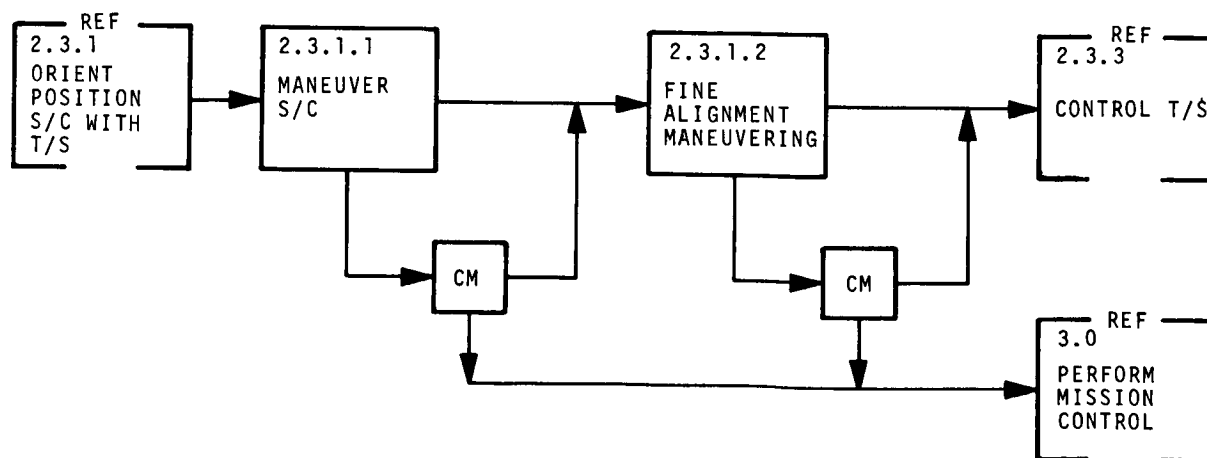 REF
2.3.1
ORIENT
POSITION
S/C WITH
T/S
2.3.1.1
MANEUVER
S/C
2.3.1.2
FINE
ALIGNMENT
MANEUVERING
REF
2.3.3
CONTROL T/S
CM
CM
REF
3.0
PERFORM
MISSION
CONTROL